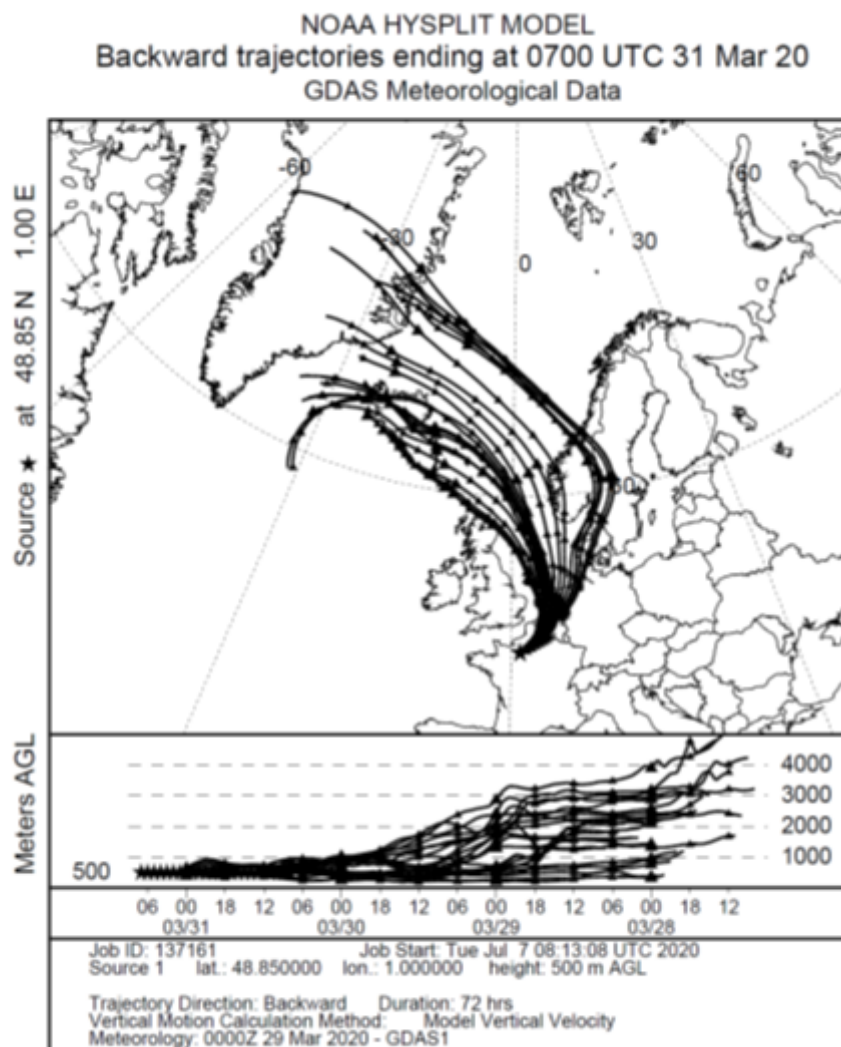 NOAA HYSPLIT MODEL
Backward trajectories ending at 0700 UTC 31 Mar 20
GDAS Meteorological Data
Source ★ at 48.85 N 1.00 E
-60
-30
0
30
60
60
Meters AGL
500
4000
3000
2000
1000
06 00 18 12 06 00 18 12 06 00 18 12 06 00 18 12
03/31 03/30 03/29 03/28
Job ID: 137161 Job Start: Tue Jul 7 08:13:08 UTC 2020
Source 1 lat.: 48.850000 lon.: 1.000000 height: 500 m AGL
Trajectory Direction: Backward Duration: 72 hrs
Vertical Motion Calculation Method: Model Vertical Velocity
Meteorology: 0000Z 29 Mar 2020 - GDAS1